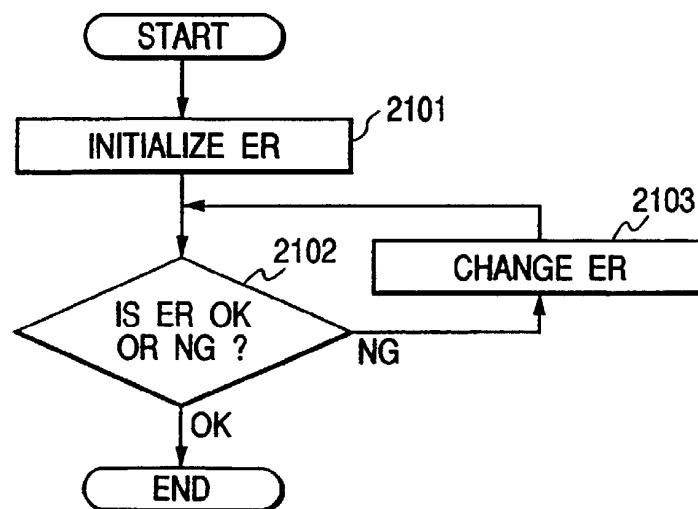 START
2101
INITIALIZE ER
2103
CHANGE ER
2102
IS ER OK
OR NG ?
NG
OK
END